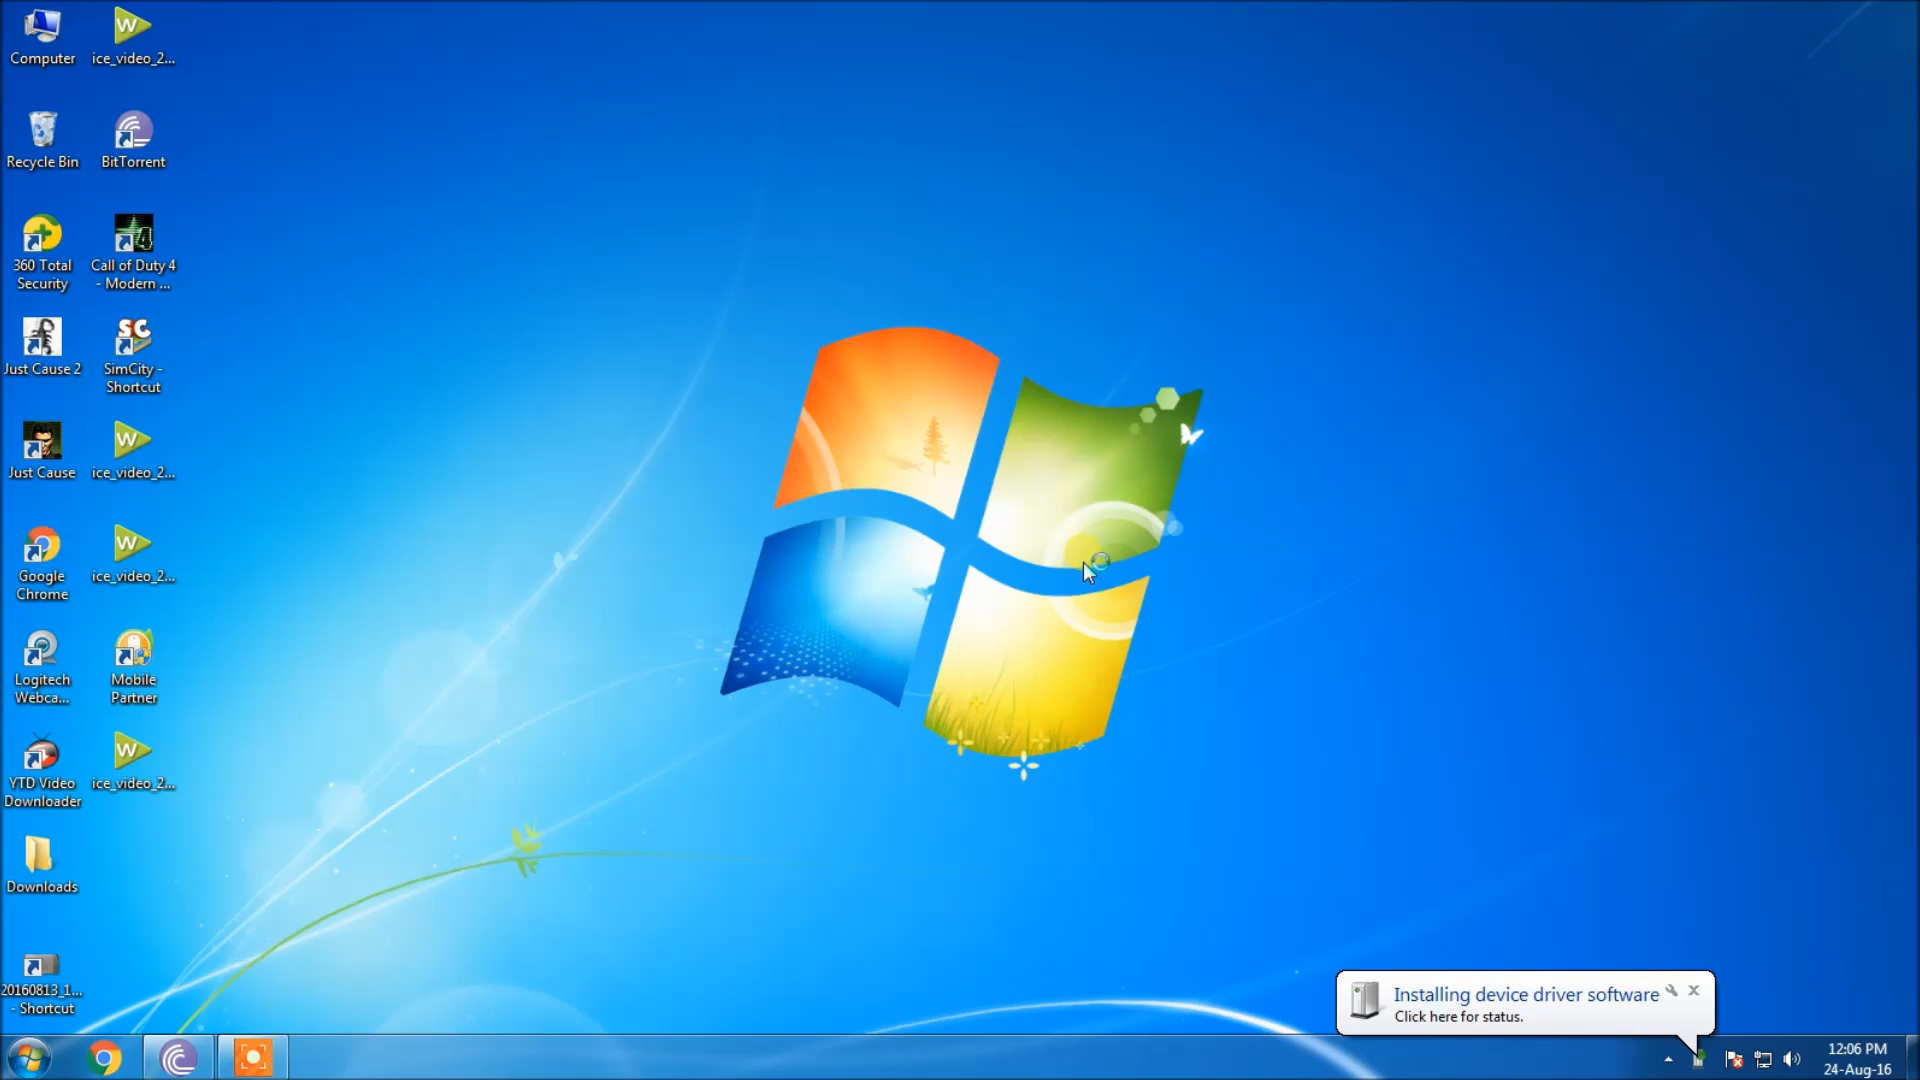 Computer
ice_video_2...
Recycle Bin
BitTorrent
360 Total
Security
4
Call of Duty 4
- Modern ...
Just Cause 2
SC
SimCity -
Shortcut
Just Cause
W
ice_video_2...
Google
Chrome
W
ice_video_2...
Logitech
Webca...
Mobile
Partner
YTD Video
Downloader
W
ice_video_2...
Downloads
20160813_1...
- Shortcut
Installing device driver software
Click here for status.
12:06 PM
24-Aug-16